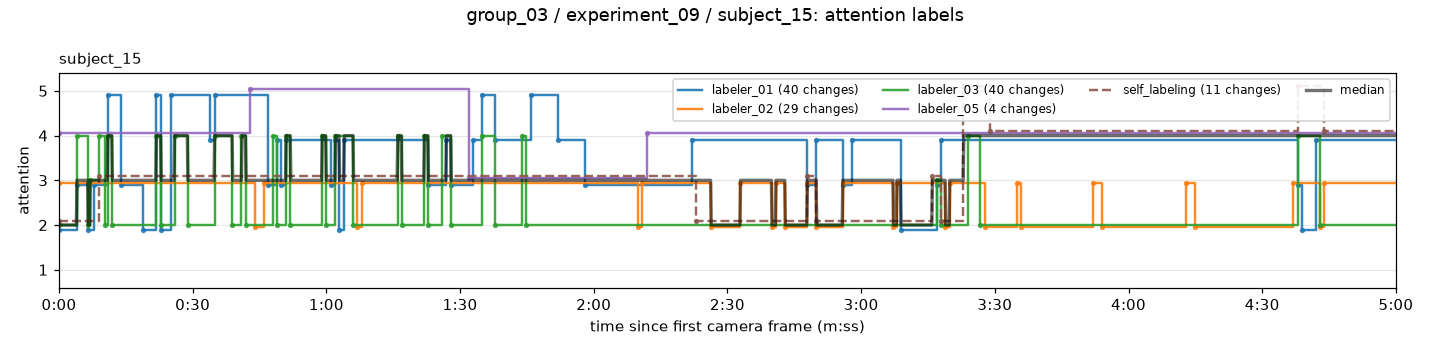 group_03 / experiment_09 / subject_15: attention labels
subject_15
labeler_01 (40 changes)
labeler_02 (29 changes)
labeler_03 (40 changes)
labeler_05 (4 changes)
self_labeling (11 changes)
median
attention
5
4
3
2
1
0:00 0:30 1:00 1:30 2:00 2:30 3:00 3:30 4:00 4:30 5:00
time since first camera frame (m:ss)